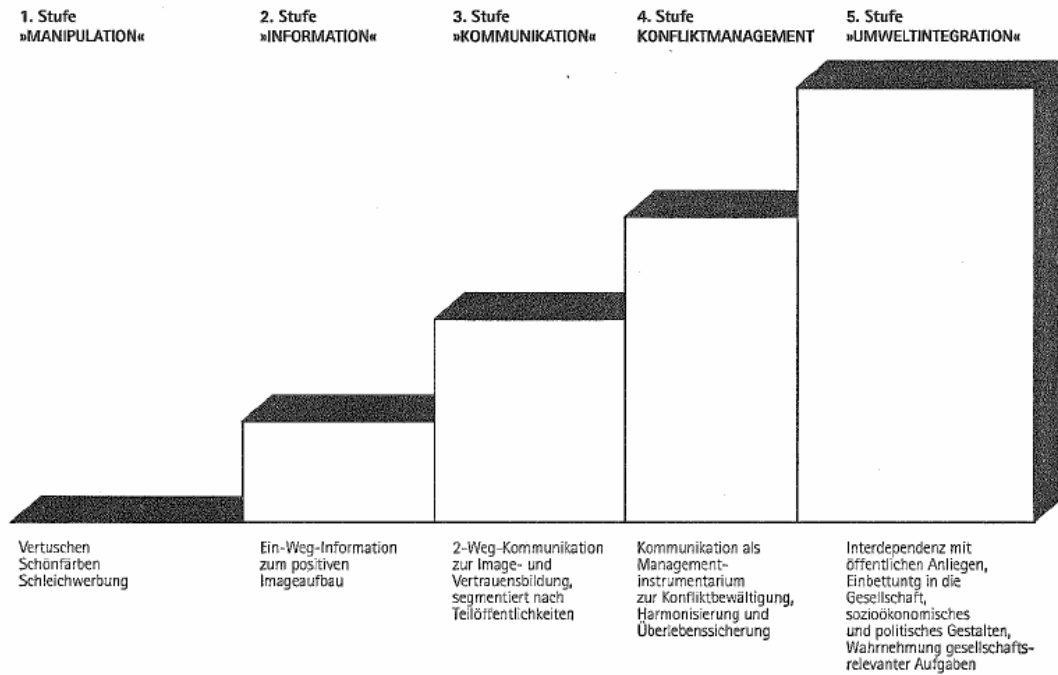 1. Stufe
»MANIPULATION«
2. Stufe
»INFORMATION«
3. Stufe
»KOMMUNIKATION«
4. Stufe
KONFLIKTMANAGEMENT
5. Stufe
»UMWELTINTEGRATION«
Vertuschen
Schönfärben
Schleichwerbung
Ein-Weg-Information
zum positiven
Imageaufbau
2-Weg-Kommunikation
zur Image- und
Vertrauensbildung,
segmentiert nach
Teilöffentlichkeiten
Kommunikation als
Management-
instrumentarium
zur Konfliktbewältigung,
Harmonisierung und
Überlebenssicherung
Interdependenz mit
öffentlichen Anliegen,
Einbettuntg in die
Gesellschaft,
sozioökonomisches
und politisches Gestalten,
Wahrnehmung gesellschafts-
relevanter Aufgaben